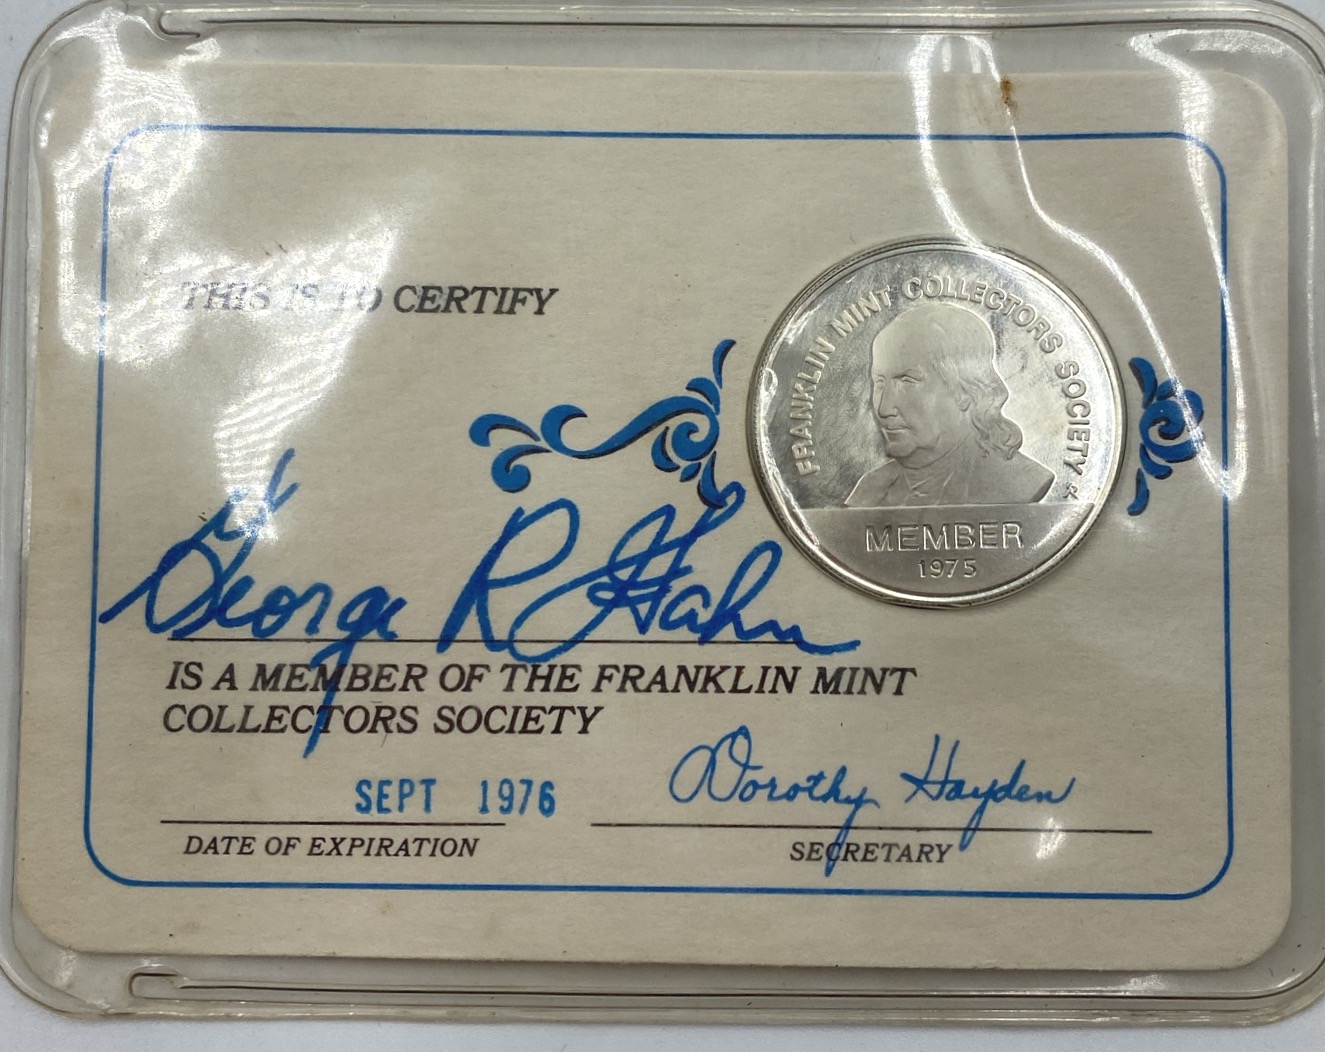 THIS IS TO CERTIFY
FRANKLIN MINT COLLECTORS SOCIETY
MEMBER
1975
George R Hahn
IS A MEMBER OF THE FRANKLIN MINT
COLLECTORS SOCIETY
SEPT 1976
Dorothy Hayden
DATE OF EXPIRATION
SECRETARY